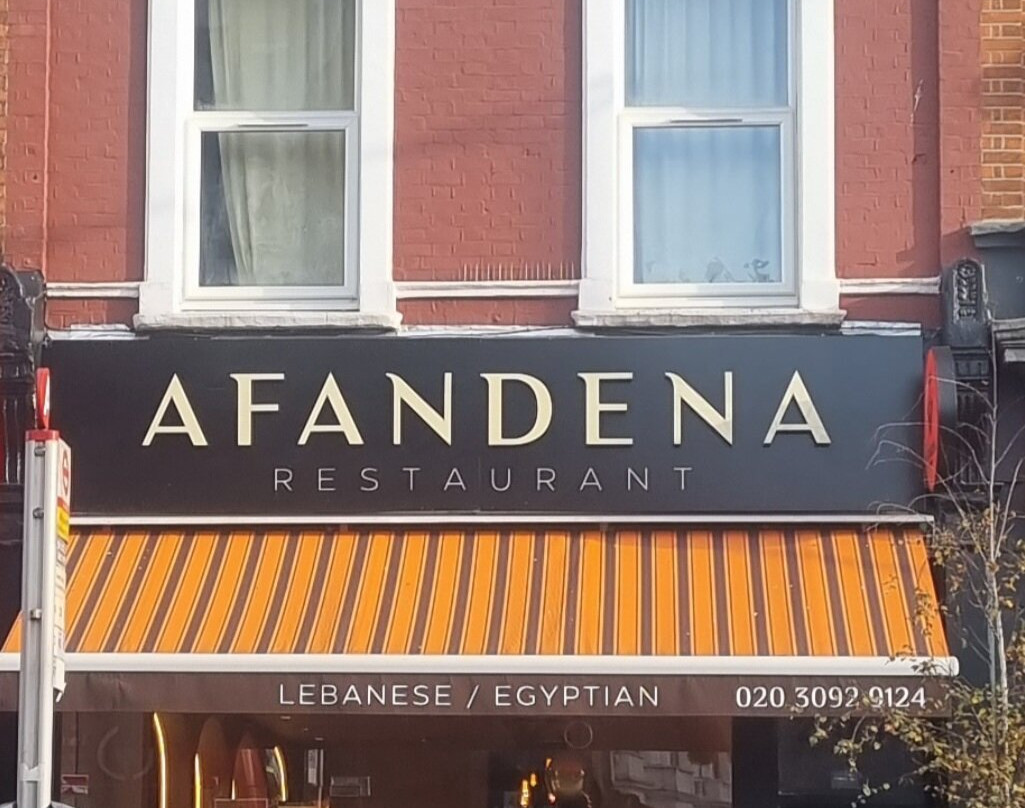 AFANDENA
RESTAURANT
LEBANESE / EGYPTIAN
020 3092 9124